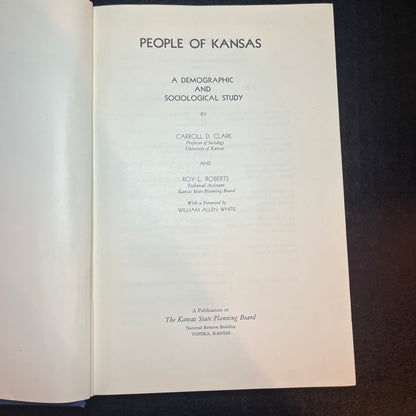 PEOPLE OF KANSAS
A DEMOGRAPHIC
AND
SOCIOLOGICAL STUDY
BY
CARROLL D. CLARK
Professor of Sociology
University of Kansas
AND
ROY L. ROBERTS
Technical Assistant
Kansas State Planning Board
With a Foreword by
WILLIAM ALLEN WHITE
A Publication of
The Kansas State Planning Board
National Reserve Building
TOPEKA, KANSAS